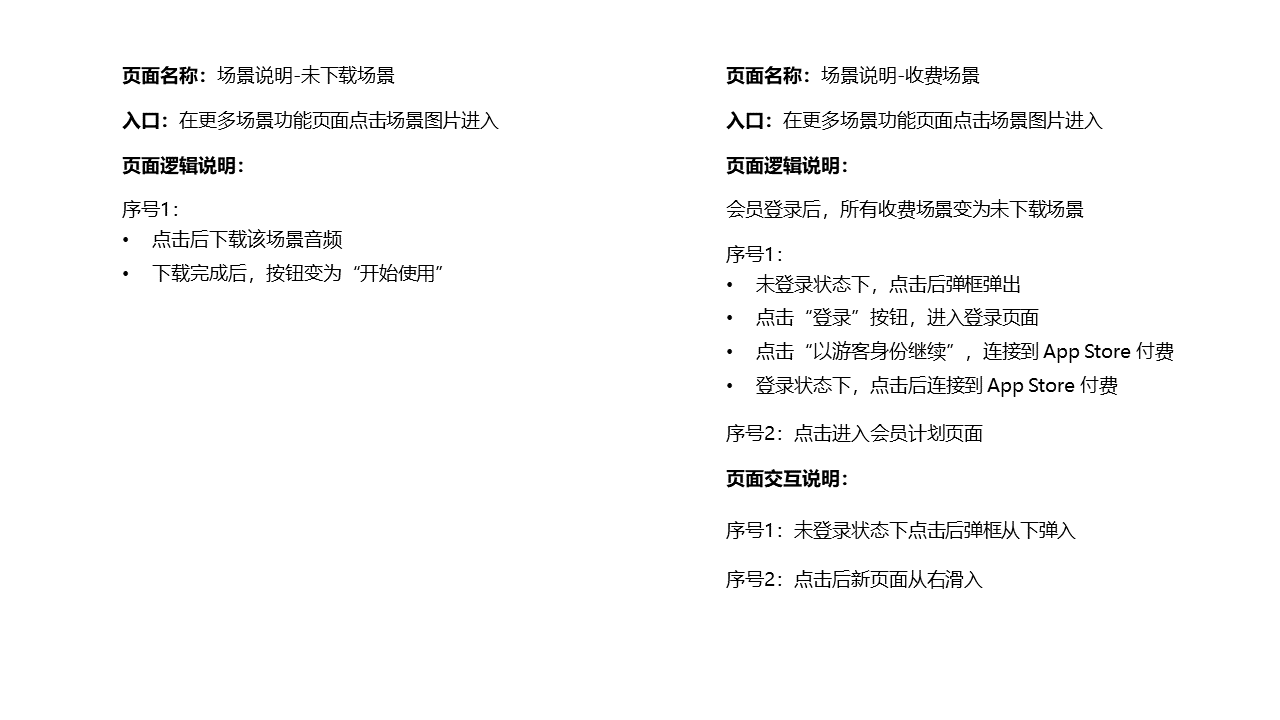 页面名称：场景说明-未下载场景
入口：在更多场景功能页面点击场景图片进入
页面逻辑说明：
序号1：
• 点击后下载该场景音频
• 下载完成后，按钮变为“开始使用”
页面名称：场景说明-收费场景
入口：在更多场景功能页面点击场景图片进入
页面逻辑说明：
会员登录后，所有收费场景变为未下载场景
序号1：
• 未登录状态下，点击后弹框弹出
• 点击“登录”按钮，进入登录页面
• 点击“以游客身份继续”，连接到 App Store 付费
• 登录状态下，点击后连接到 App Store 付费
序号2：点击进入会员计划页面
页面交互说明：
序号1：未登录状态下点击后弹框从下弹入
序号2：点击后新页面从右滑入